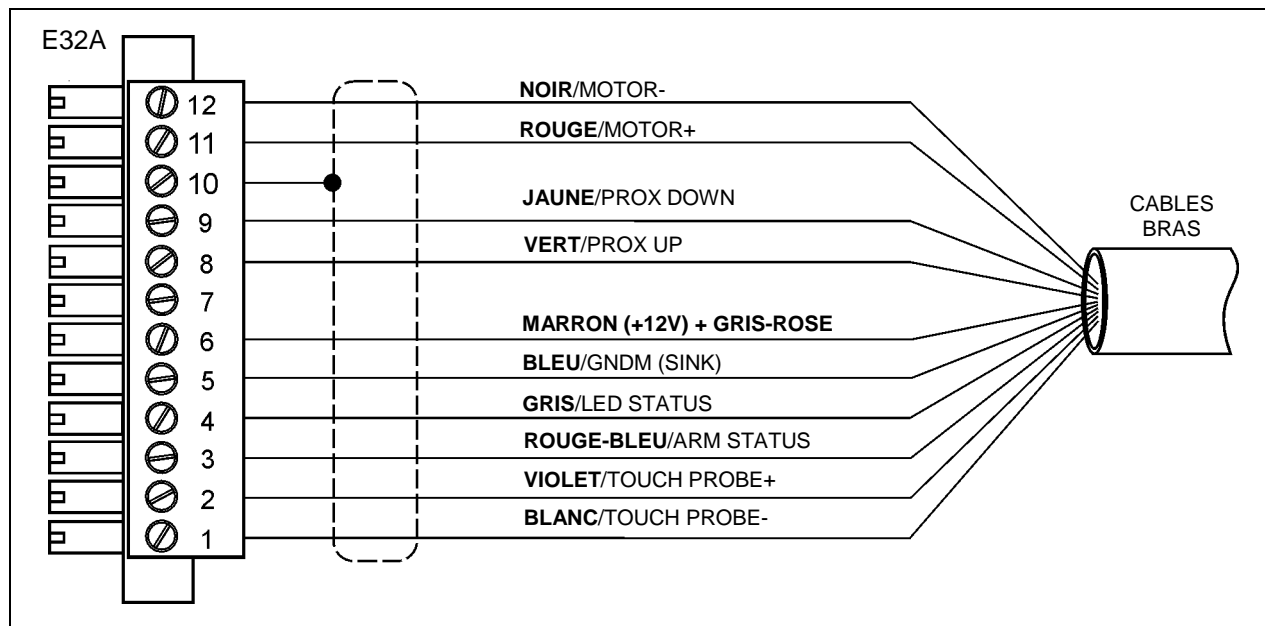 E32A
12
NOIR/MOTOR-
11
ROUGE/MOTOR+
10
9
JAUNE/PROX DOWN
8
VERT/PROX UP
7
6
MARRON (+12V) + GRIS-ROSE
5
BLEU/GNDM (SINK)
4
GRIS/LED STATUS
3
ROUGE-BLEU/ARM STATUS
2
VIOLET/TOUCH PROBE+
1
BLANC/TOUCH PROBE-
CABLES
BRAS